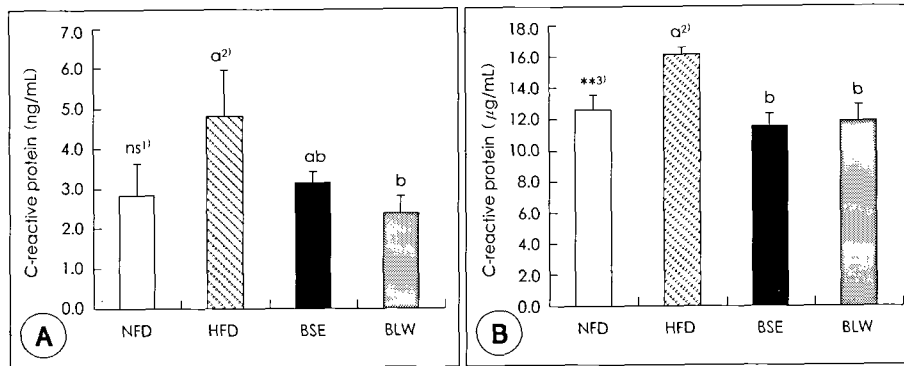 C-reactive protein (ng/mL)
7.0
6.0
5.0
4.0
3.0
2.0
1.0
0.0
ns1)
a2)
ab
b
NFD HFD BSE BLW
A
C-reactive protein (μg/mL)
18.0
16.0
14.0
12.0
10.0
8.0
6.0
4.0
2.0
0.0
**3)
a2)
b
b
NFD HFD BSE BLW
B